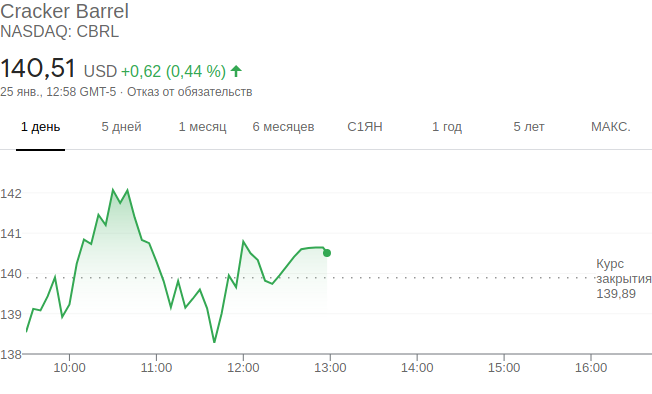 Cracker Barrel
NASDAQ: CBRL
140,51 USD +0,62 (0,44 %)
25 янв., 12:58 GMT-5 · Отказ от обязательств
1 день 5 дней 1 месяц 6 месяцев С1ЯН 1 год 5 лет МАКС.
142
141
140
139
138
Курс
закрытия
139,89
10:00 11:00 12:00 13:00 14:00 15:00 16:00